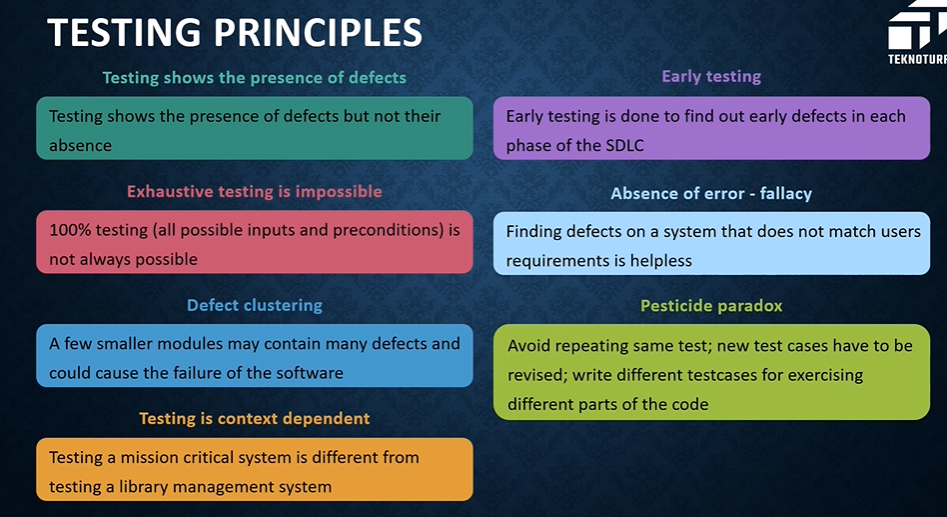 TESTING PRINCIPLES
Testing shows the presence of defects
Testing shows the presence of defects but not their
absence
Exhaustive testing is impossible
100% testing (all possible inputs and preconditions) is
not always possible
Defect clustering
A few smaller modules may contain many defects and
could cause the failure of the software
Testing is context dependent
Testing a mission critical system is different from
testing a library management system
TEKNOTURF
Early testing
Early testing is done to find out early defects in each
phase of the SDLC
Absence of error - fallacy
Finding defects on a system that does not match users
requirements is helpless
Pesticide paradox
Avoid repeating same test; new test cases have to be
revised; write different testcases for exercising
different parts of the code